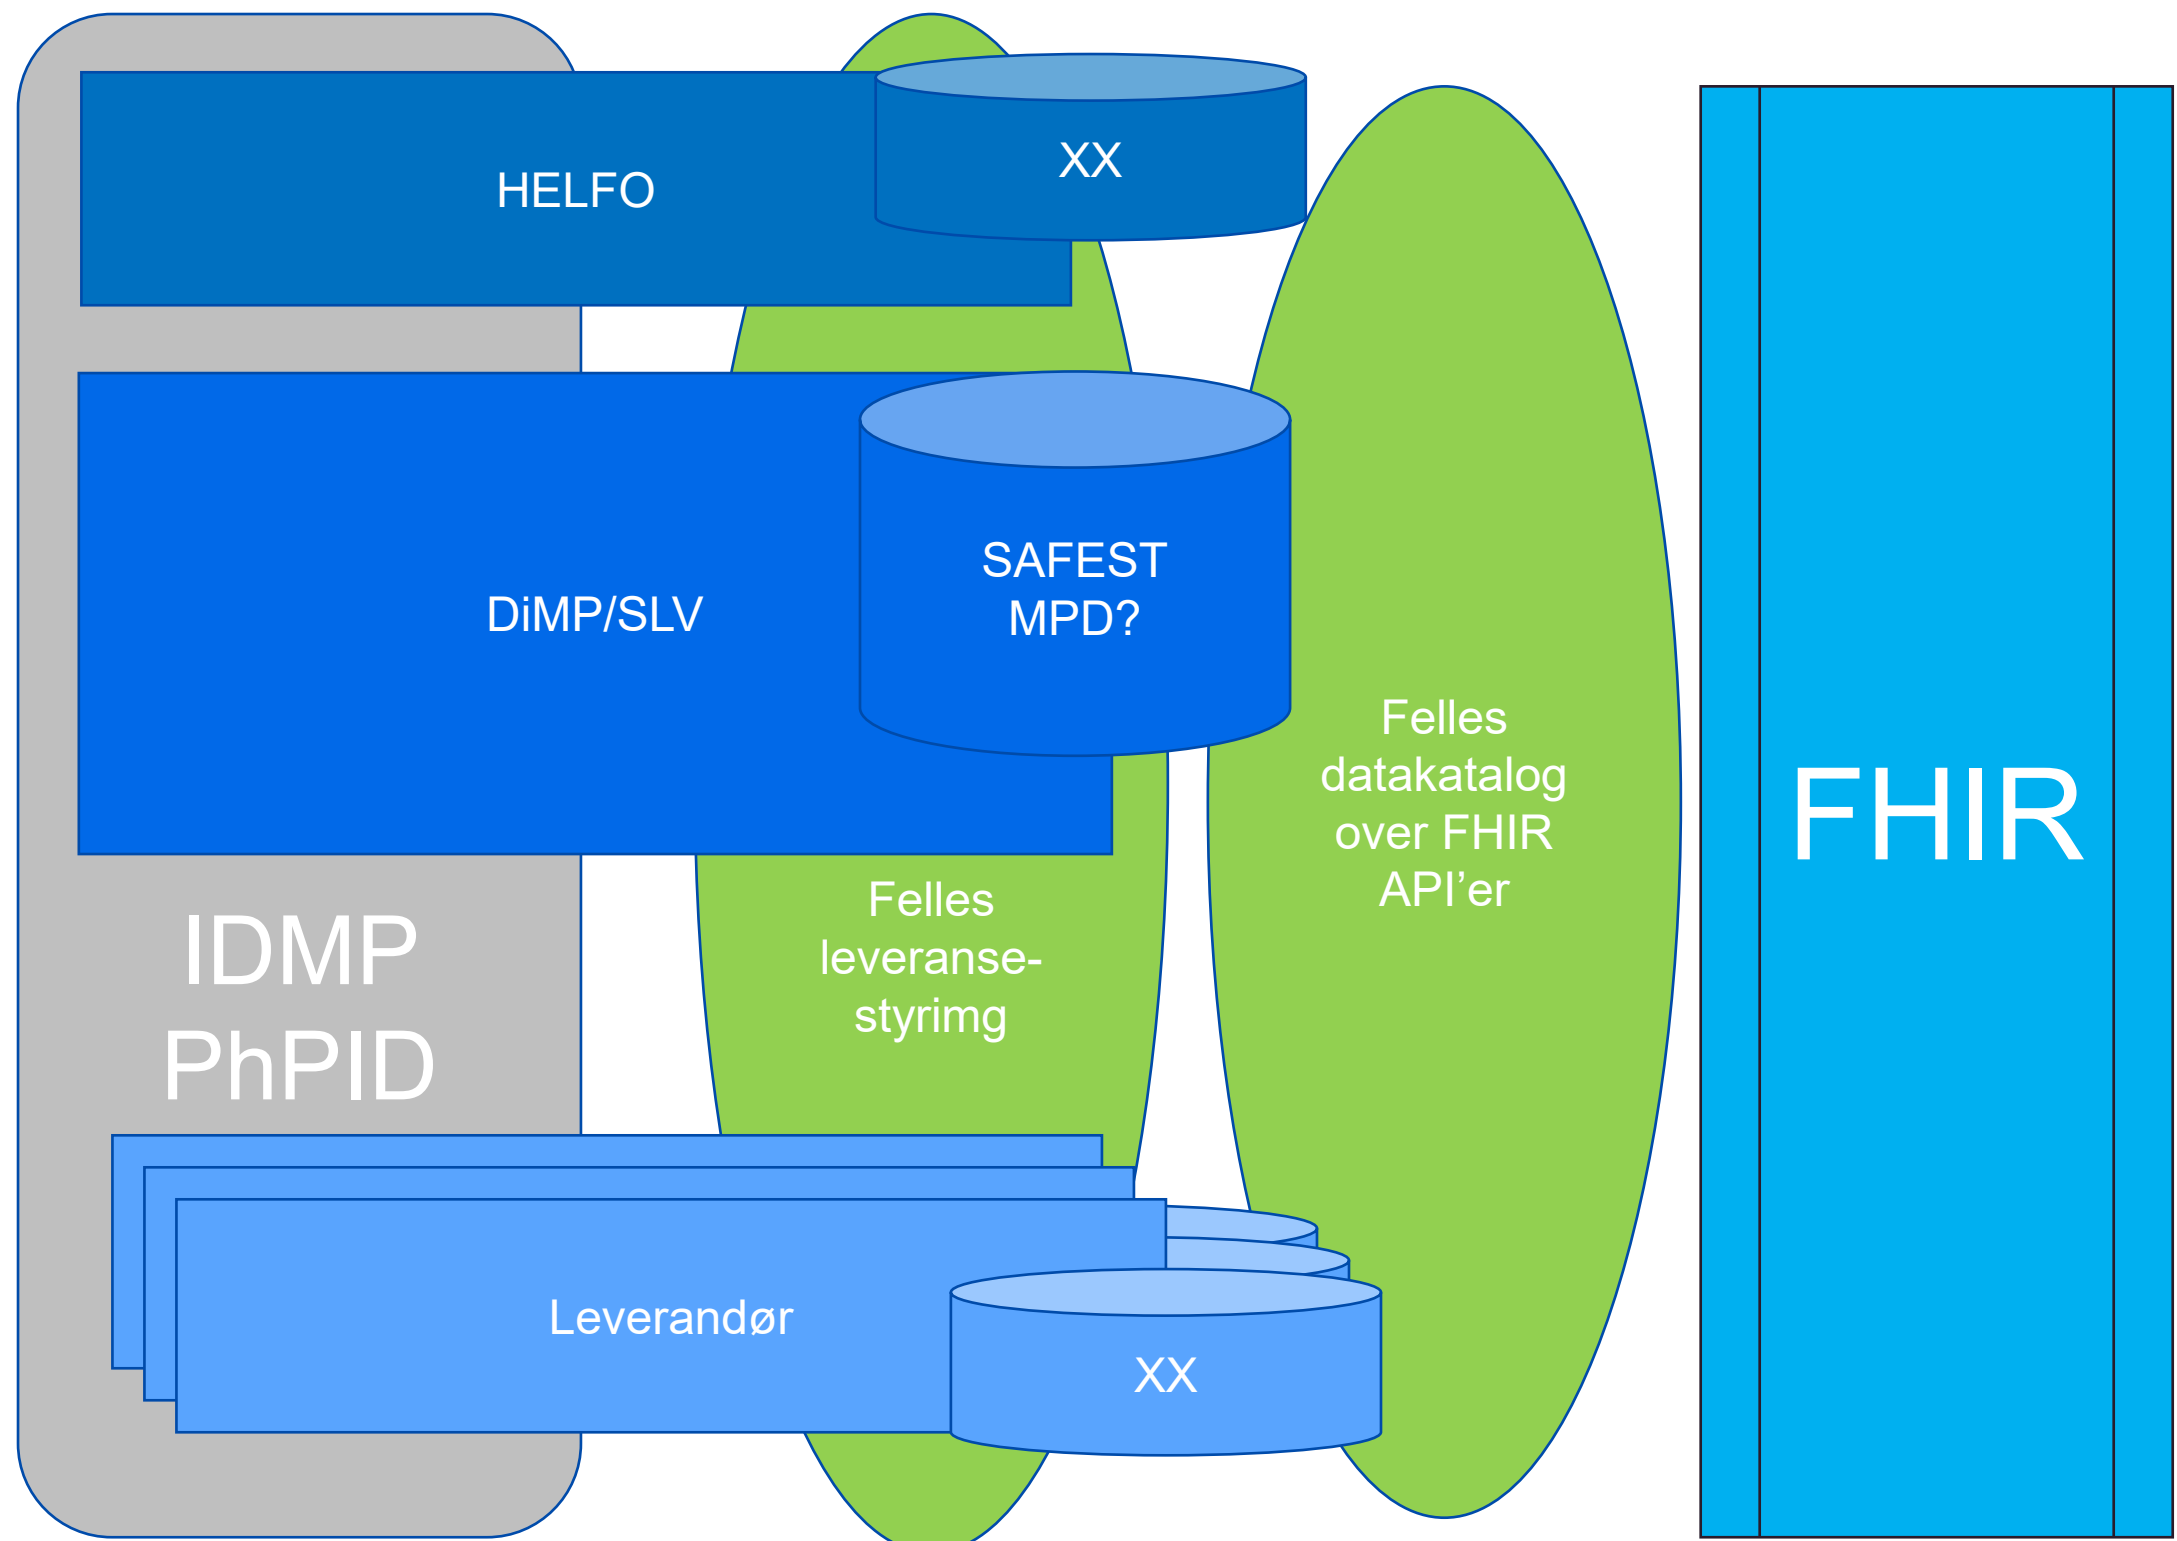 HELFO
XX
DiMP/SLV
SAFEST
MPD?
IDMP
PhPID
Felles
leveranse-
styrimg
Felles
datakatalog
over FHIR
API’er
FHIR
Leverandør
XX